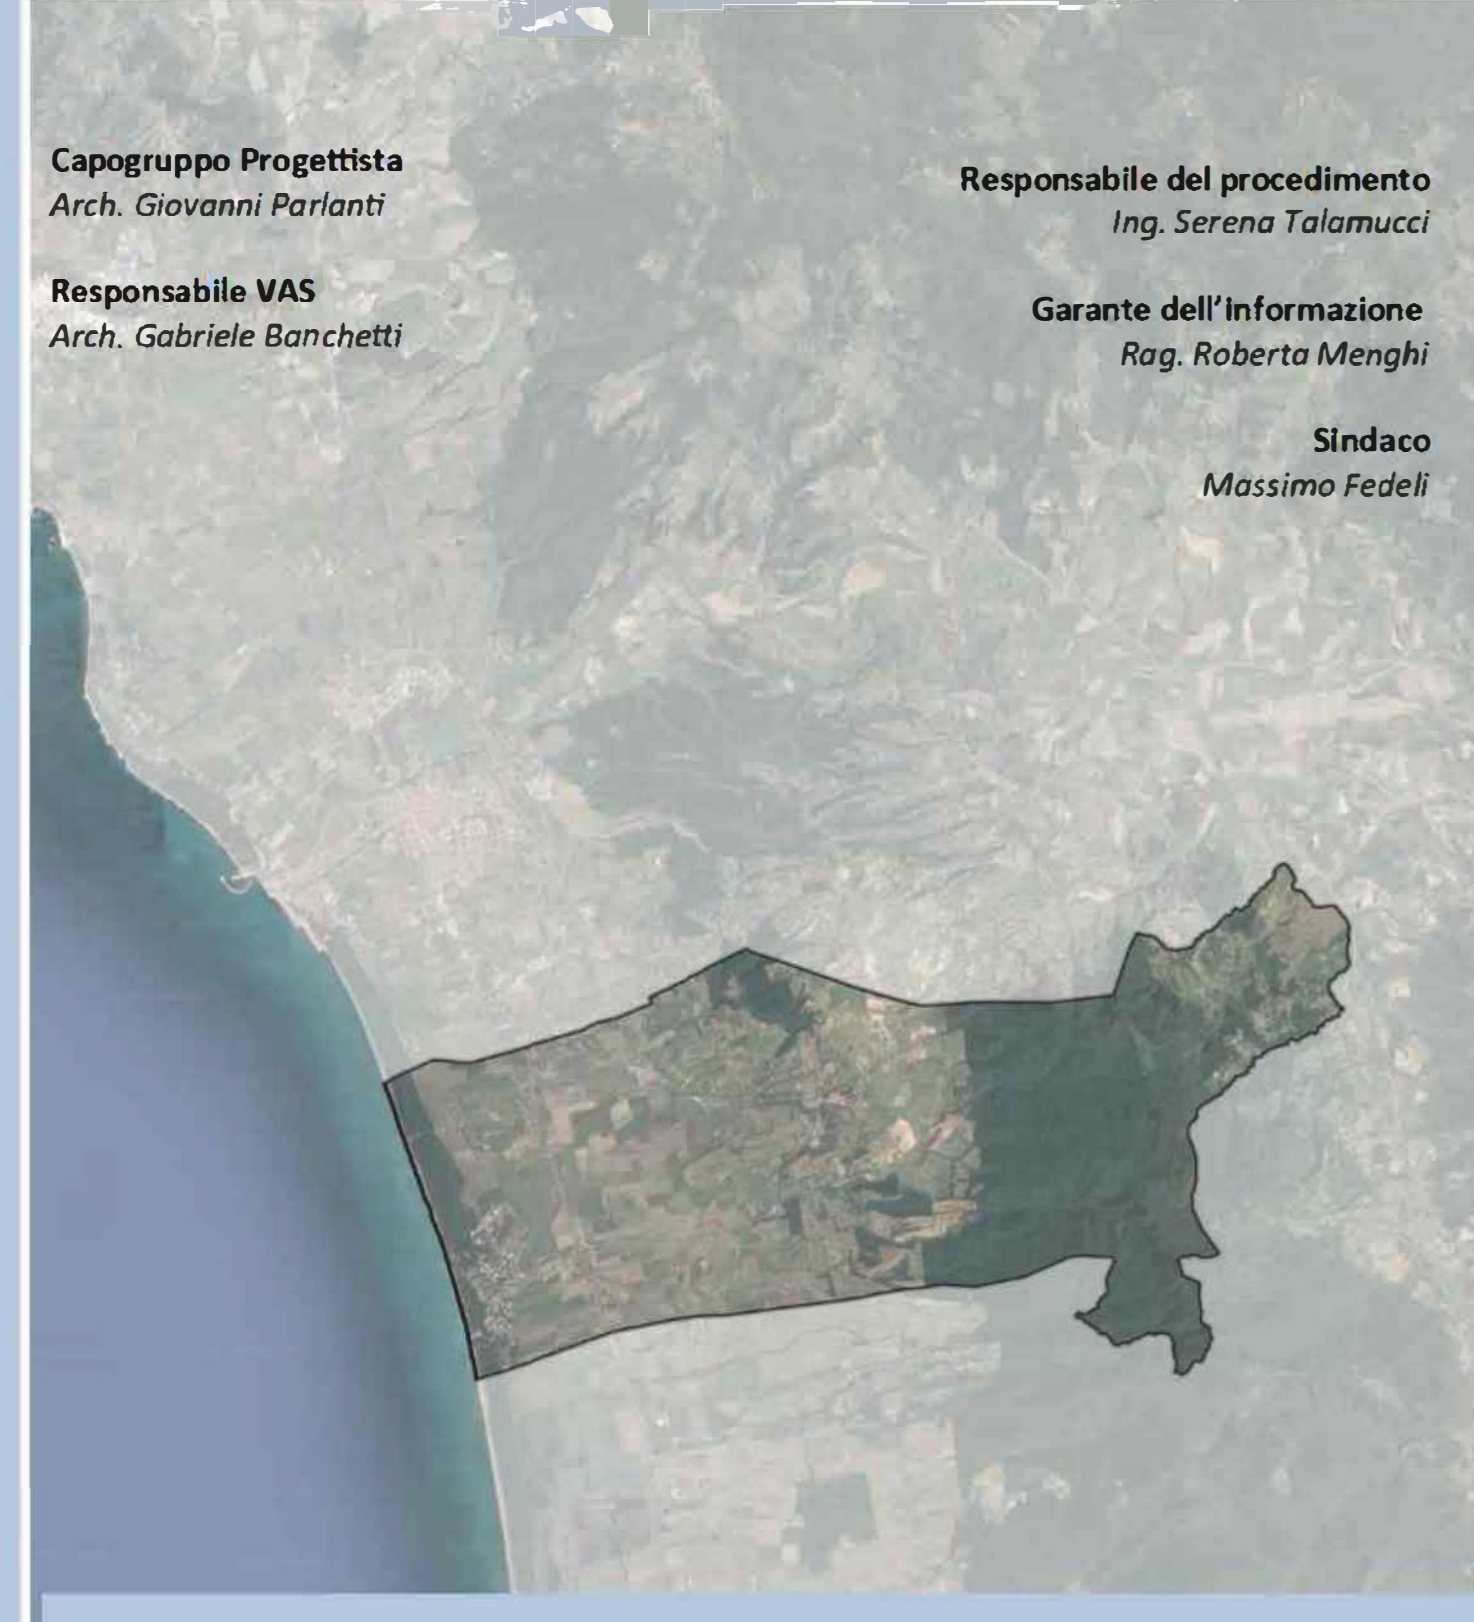 Capogruppo Progettista
Arch. Giovanni Parlanti
Responsabile VAS
Arch. Gabriele Banchetti
Responsabile del procedimento
Ing. Serena Talamucci
Garante dell'informazione
Rag. Roberta Menghi
Sindaco
Massimo Fedeli